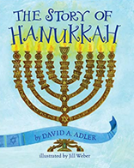 THE STORY OF
HANUKKAH
by DAVID A. ADLER
illustrated by Jill Weber